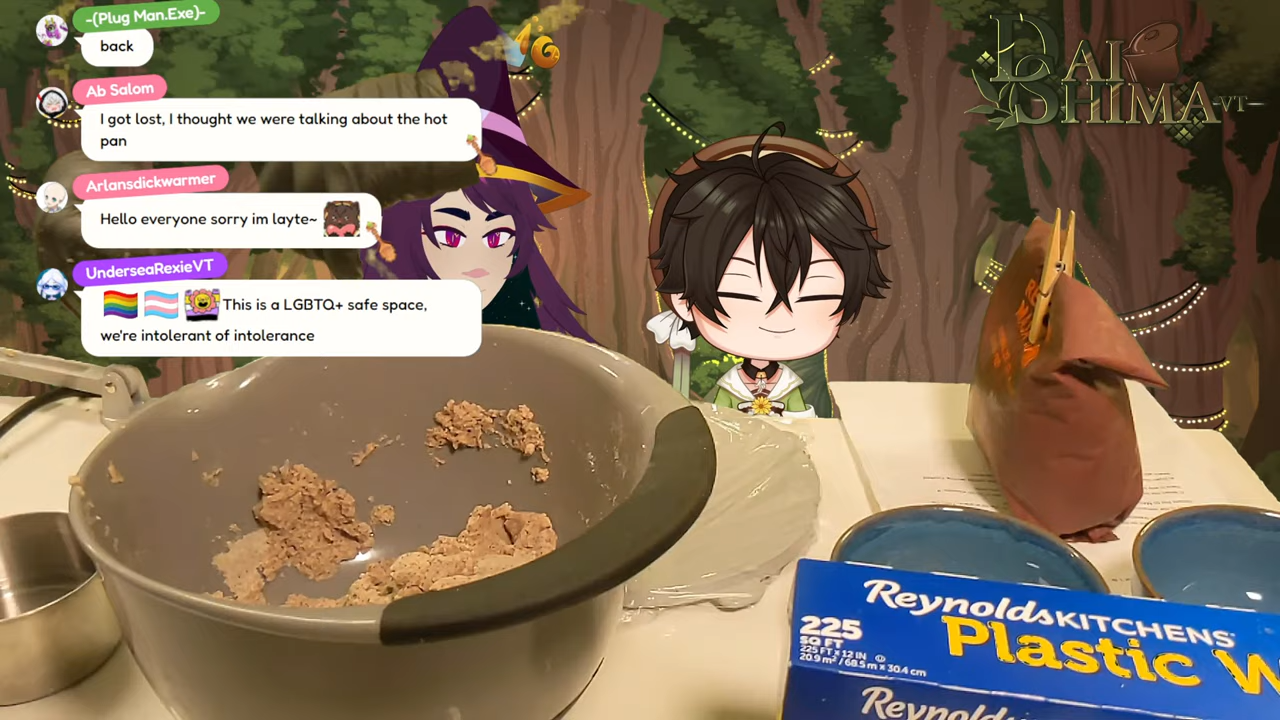 -(Plug Man.Exe)-
back
Ab Salom
I got lost, I thought we were talking about the hot
pan
Arlansdickwarmer
Hello everyone sorry im layte~
UnderseaRexieVT
This is a LGBTQ+ safe space,
we're intolerant of intolerance
DAI
SHIMA-VT-
Reynolds KITCHENS
225
SQ FT
225 FT x 12 IN
20.9 m² / 68.5 m x 30.4 cm
Plastic W
Reynolds